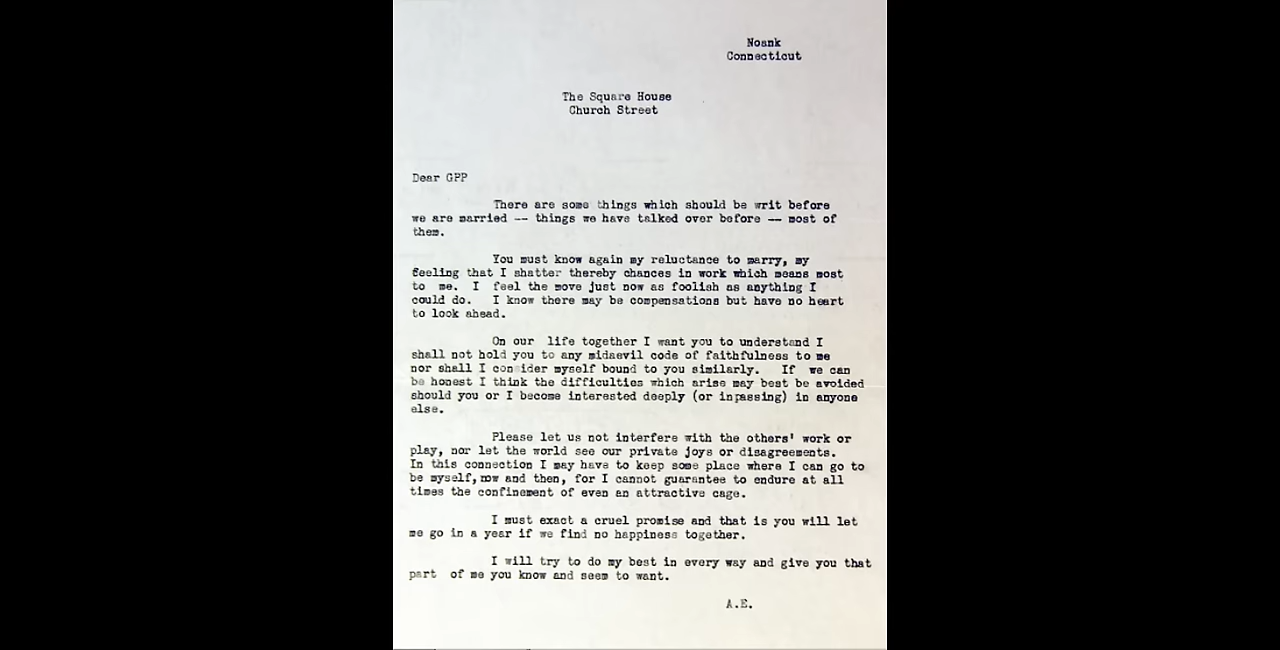 Noank
Connecticut
The Square House
Church Street
Dear GPP
There are some things which should be writ before
we are married -- things we have talked over before -- most of
them.
You must know again my reluctance to marry, my
feeling that I shatter thereby chances in work which means most
to me. I feel the move just now as foolish as anything I
could do. I know there may be compensations but have no heart
to look ahead.
On our life together I want you to understand I
shall not hold you to any midaevil code of faithfulness to me
nor shall I consider myself bound to you similarly. If we can
be honest I think the difficulties which arise may best be avoided
should you or I become interested deeply (or inpassing) in anyone
else.
Please let us not interfere with the others' work or
play, nor let the world see our private joys or disagreements.
In this connection I may have to keep some place where I can go to
be myself, now and then, for I cannot guarantee to endure at all
times the confinement of even an attractive cage.
I must exact a cruel promise and that is you will let
me go in a year if we find no happiness together.
I will try to do my best in every way and give you that
part of me you know and seem to want.
A.E.